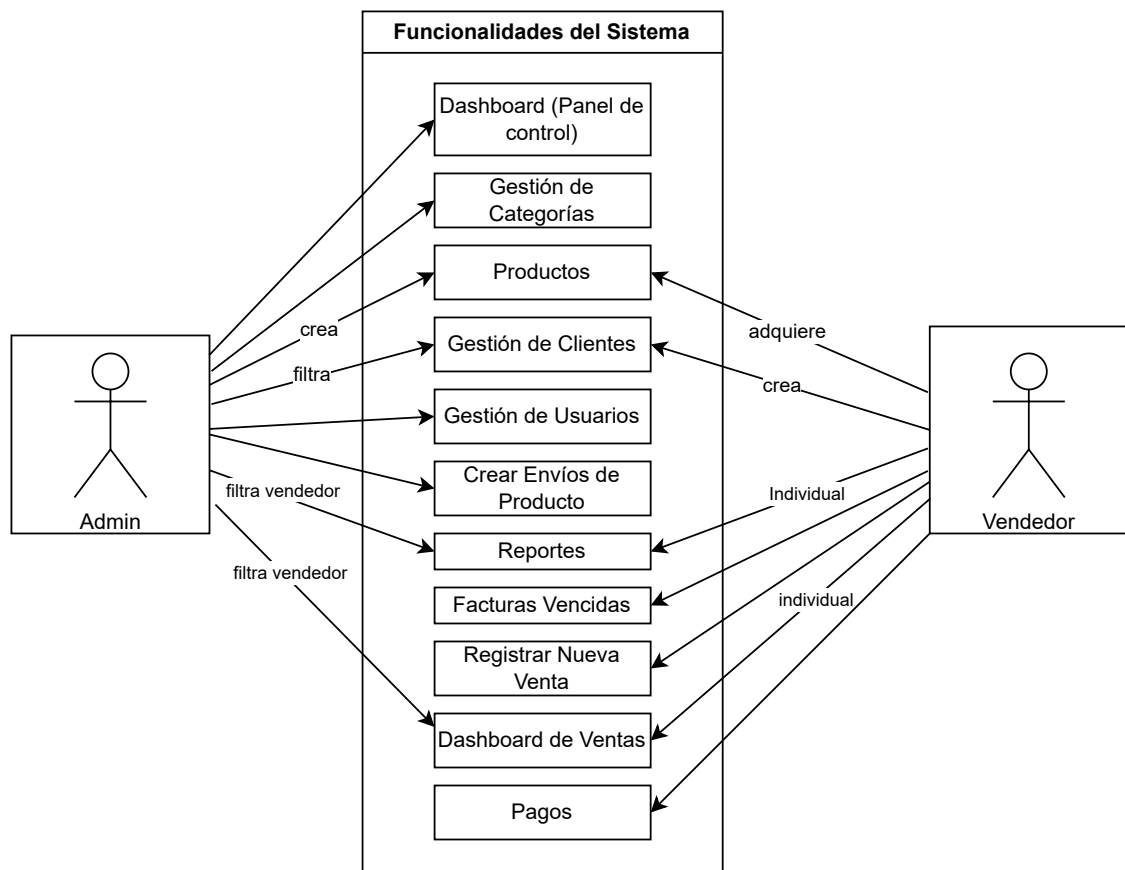 Funcionalidades del Sistema
Dashboard (Panel de
control)
Gestión de
Categorías
Productos
crea
adquiere
Gestión de Clientes
filtra
crea
Gestión de Usuarios
Crear Envíos de
Producto
filtra vendedor
Individual
Admin
Vendedor
Reportes
filtra vendedor
Facturas Vencidas
individual
Registrar Nueva
Venta
Dashboard de Ventas
Pagos